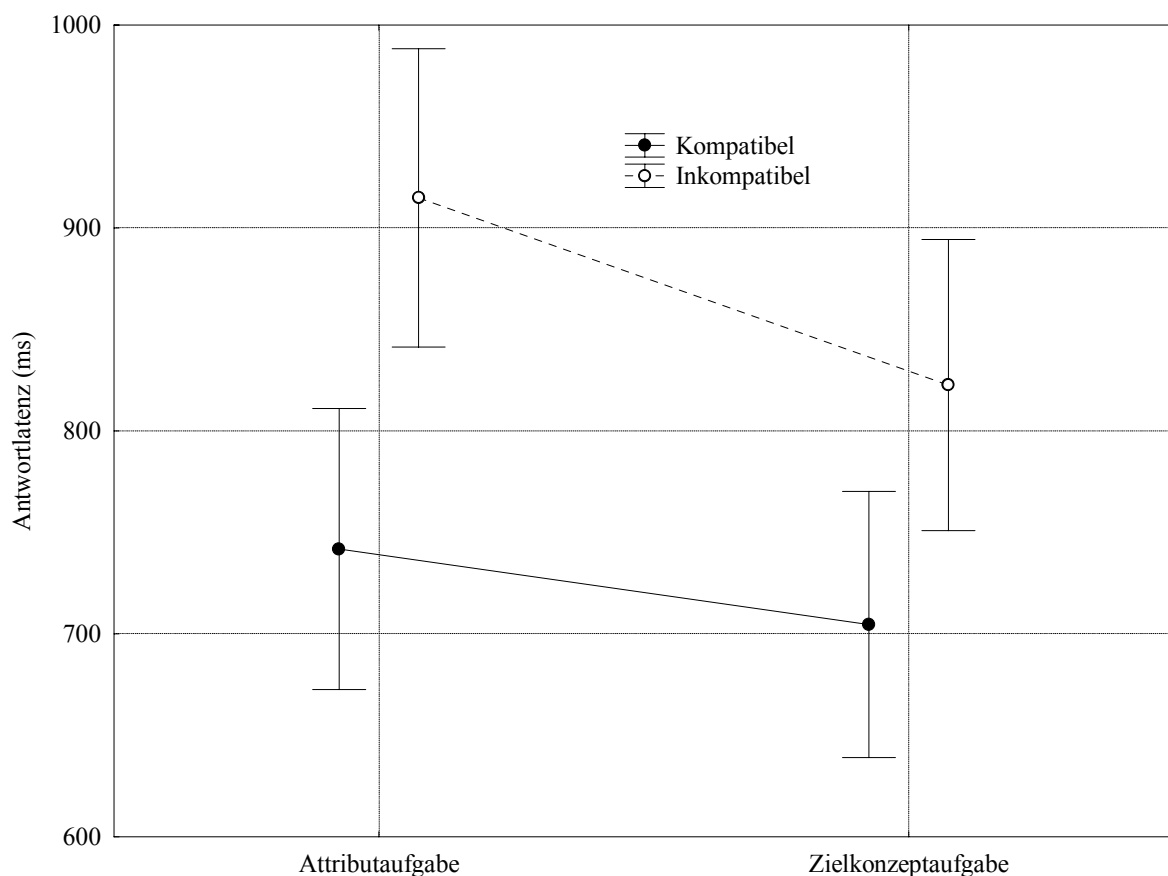 1000
Kompatibel
Inkompatibel
900
800
700
600
Antwortlatenz (ms)
Attributaufgabe
Zielkonzeptaufgabe